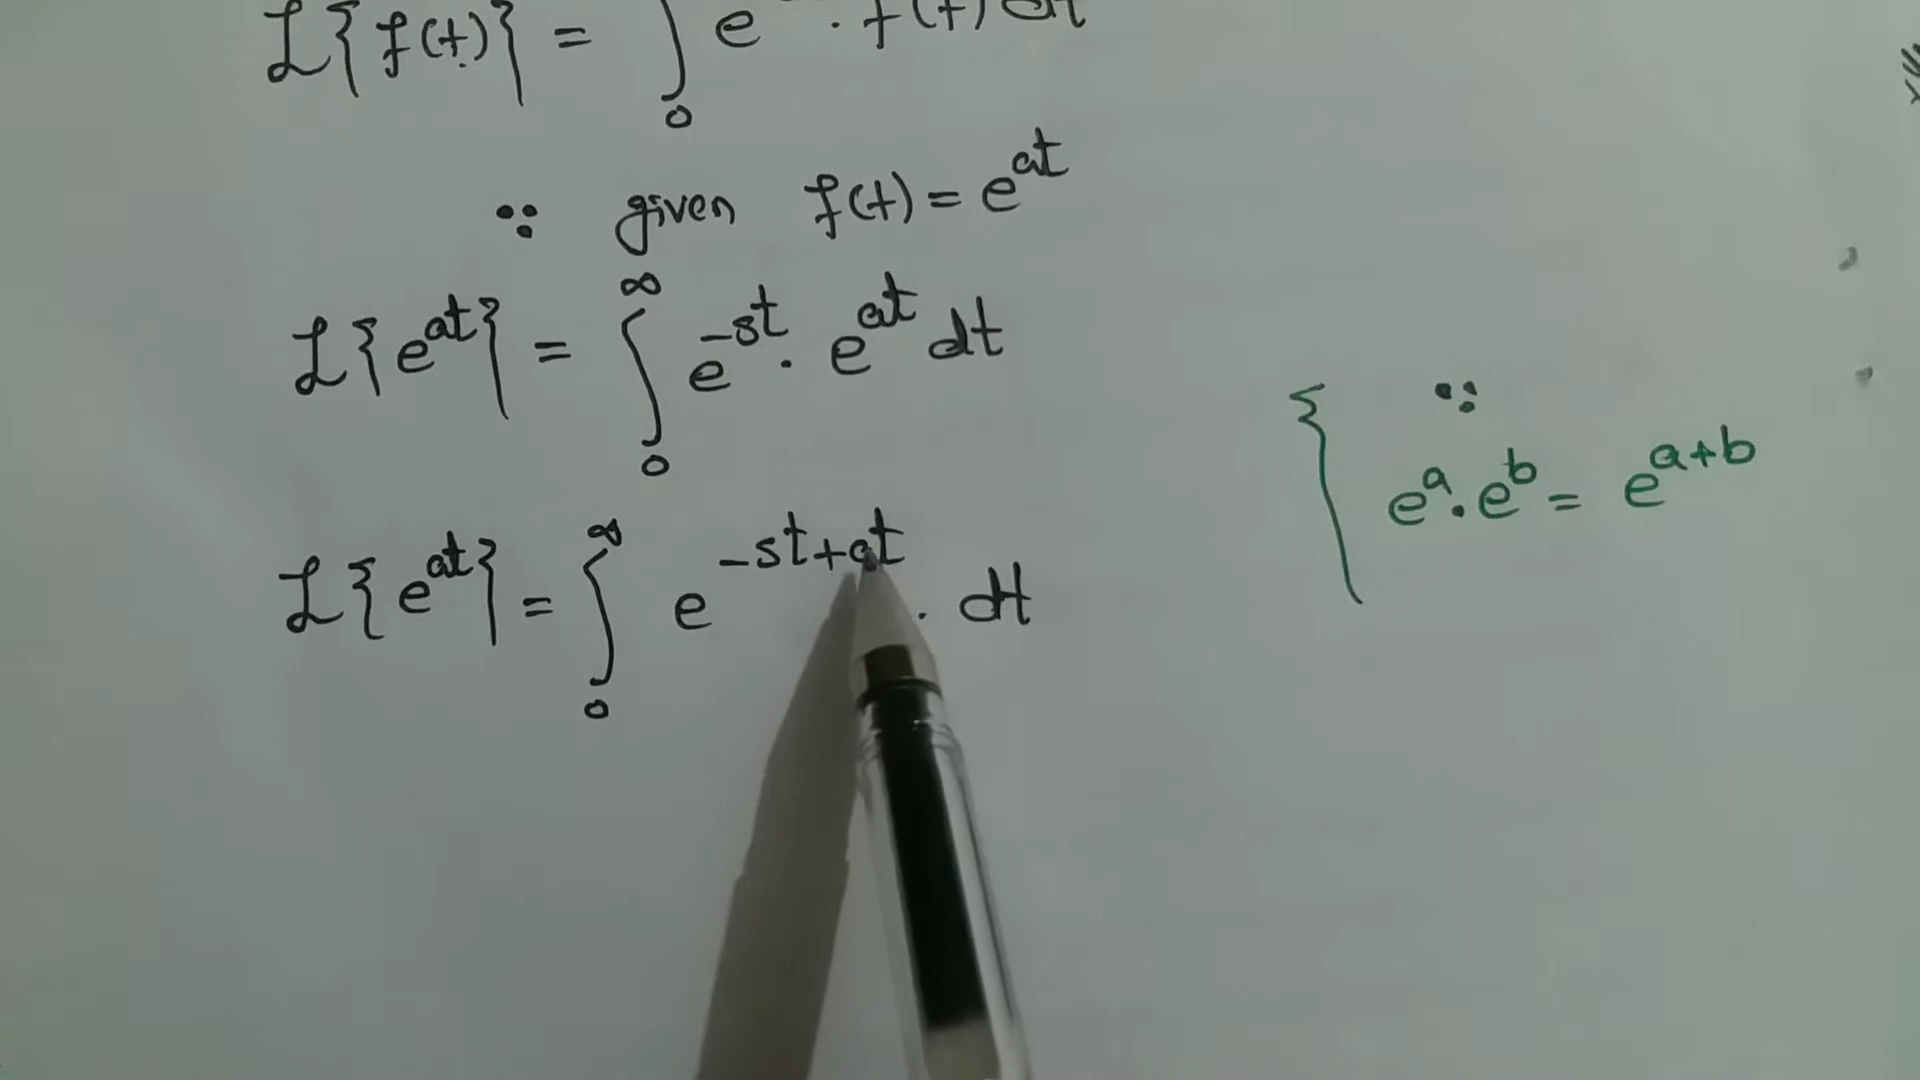 ℒ{f(t)} = ∫₀ e⁻ · f(t) dt
∵ given f(t) = e^{at}
ℒ{e^{at}} = ∫₀^∞ e^{-st} · e^{at} dt
{ ∵
e^a · e^b = e^{a+b}
ℒ{e^{at}} = ∫₀^∞ e^{-st+at} · dt